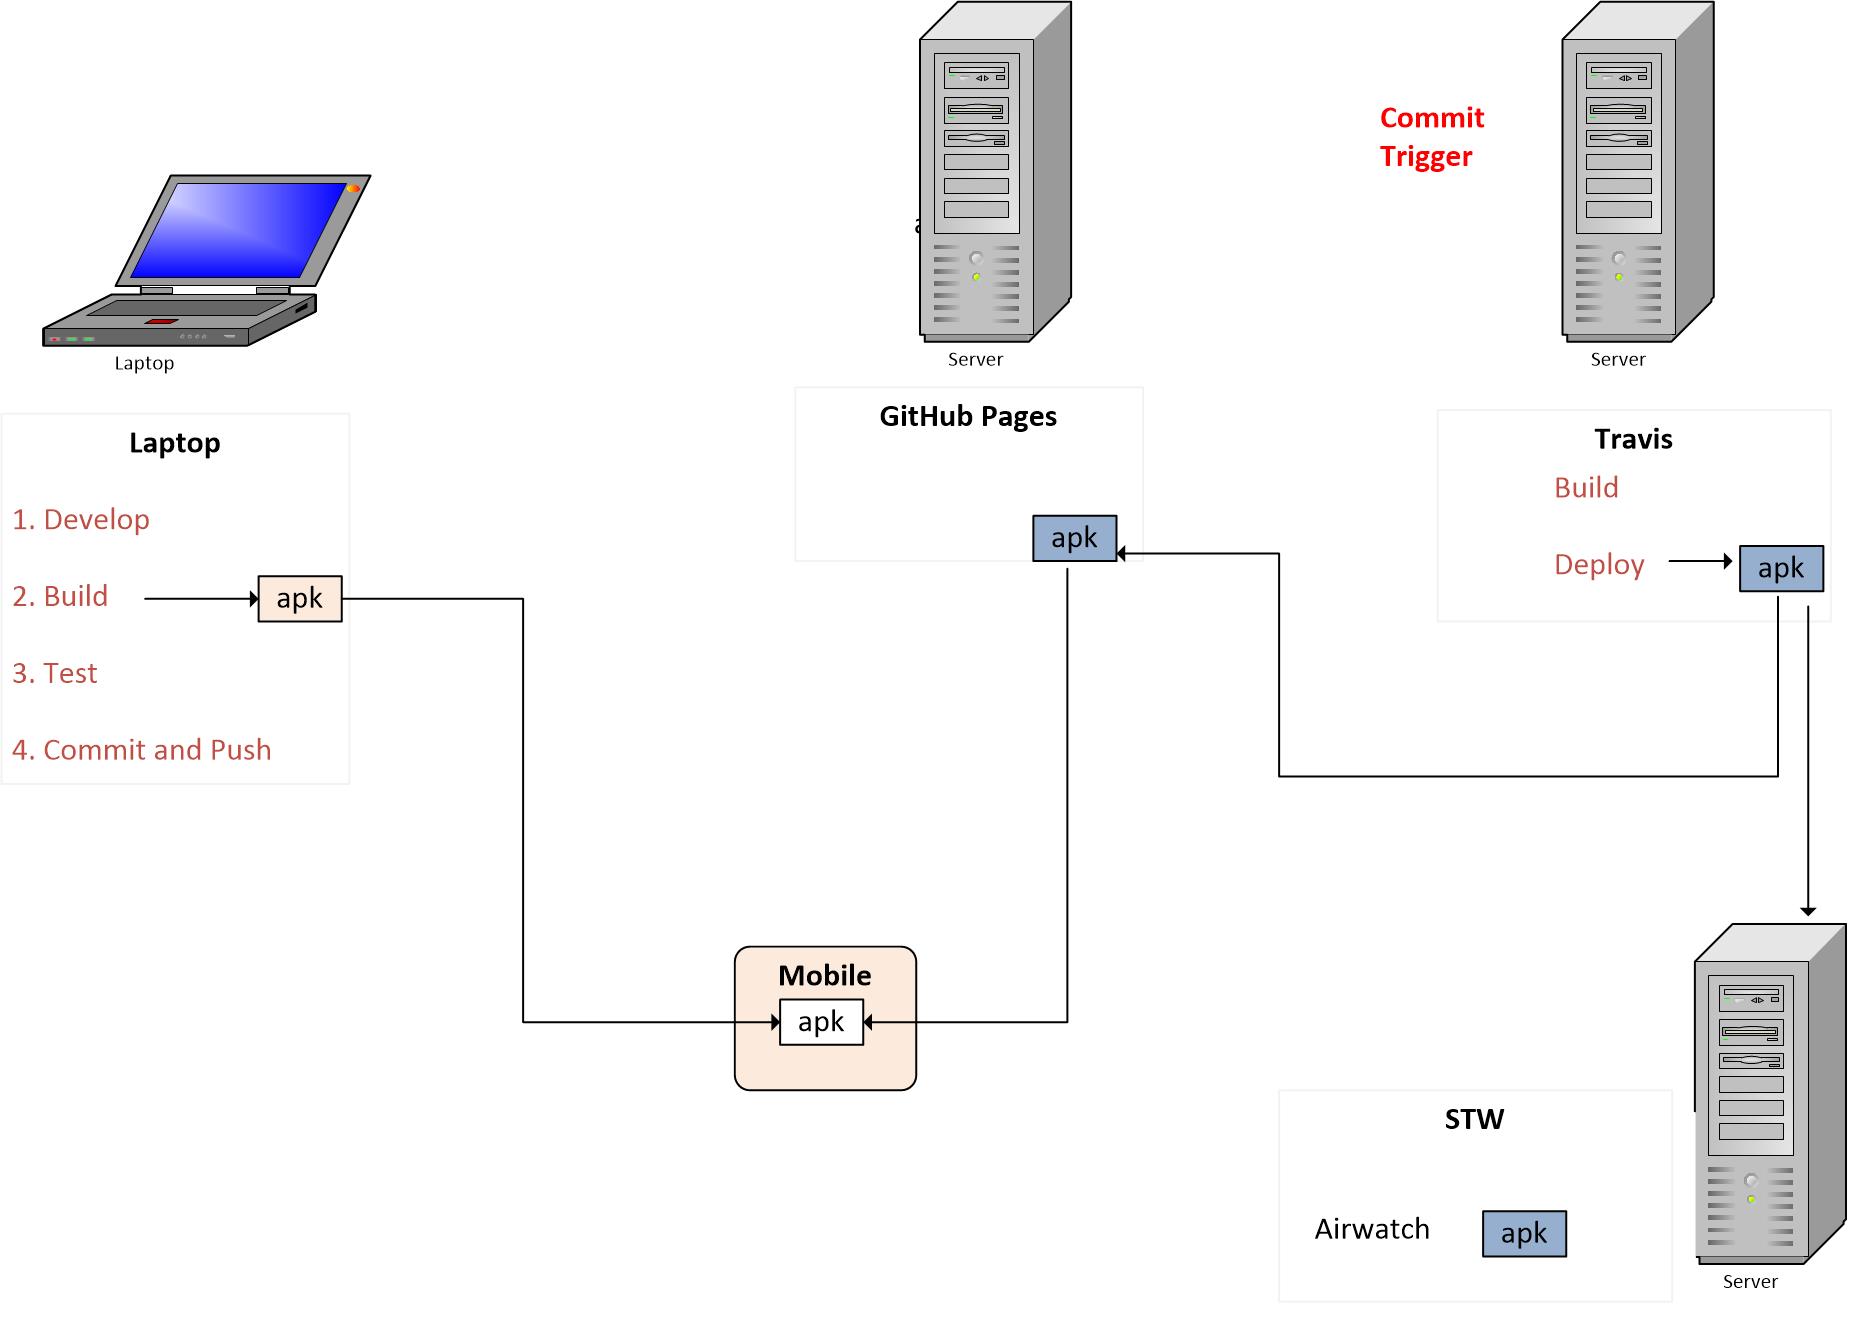 Commit
Trigger
Laptop
Server
Server
Laptop
1. Develop
2. Build
apk
3. Test
4. Commit and Push
GitHub Pages
apk
Travis
Build
Deploy
apk
Mobile
apk
STW
Airwatch
apk
Server